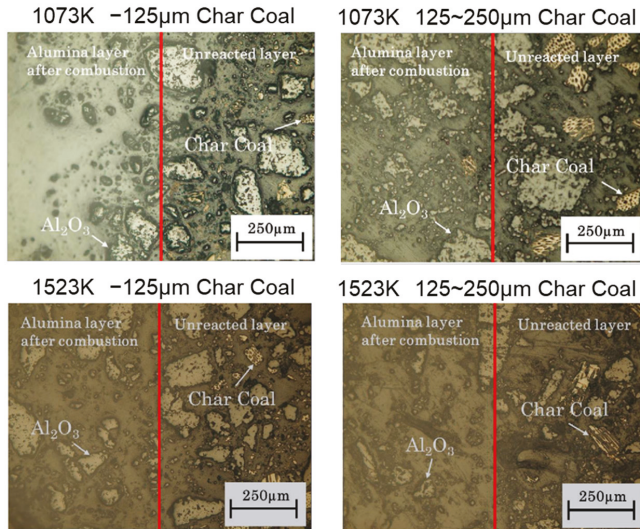 1073K −125μm Char Coal
Alumina layer
after combustion
Unreacted layer
Char Coal
Al₂O₃
250μm
1073K 125~250μm Char Coal
Alumina layer
after combustion
Unreacted layer
Char Coal
Al₂O₃
250μm
1523K −125μm Char Coal
Alumina layer
after combustion
Unreacted layer
Char Coal
Al₂O₃
250μm
1523K 125~250μm Char Coal
Alumina layer
after combustion
Unreacted layer
Char Coal
Al₂O₃
250μm